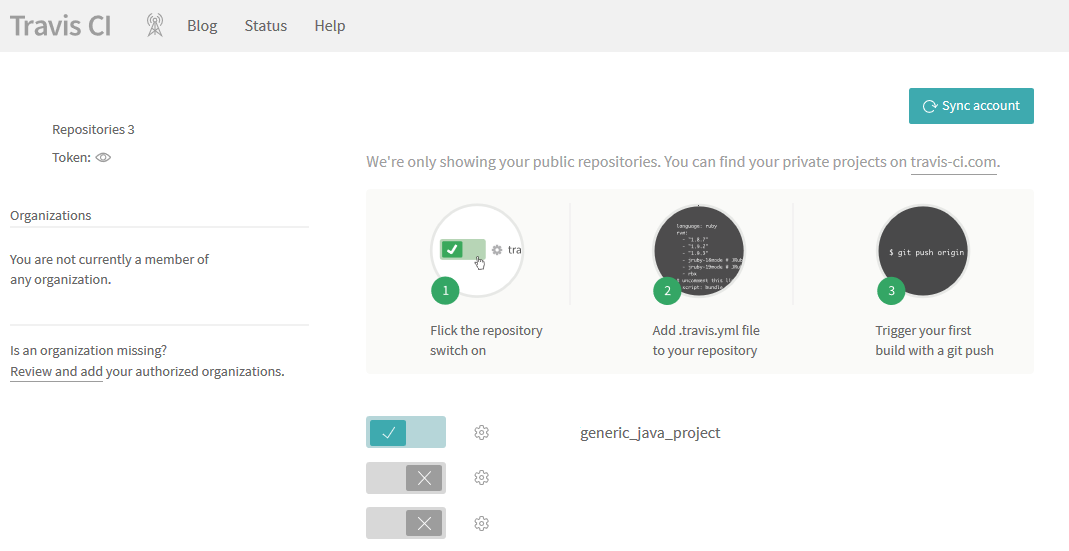 Travis CI
Blog
Status
Help
Sync account
Repositories 3
Token:
We're only showing your public repositories. You can find your private projects on travis-ci.com.
Organizations
You are not currently a member of
any organization.
Is an organization missing?
Review and add your authorized organizations.
tra
1
Flick the repository
switch on
language: ruby
rvm:
- "1.8.7"
- "1.9.2"
- "1.9.3"
- jruby-18mode #
- jruby-19mode #
- rbx
uncomment this
script: bundle
2
Add .travis.yml file
to your repository
$ git push origin
3
Trigger your first
build with a git push
generic_java_project